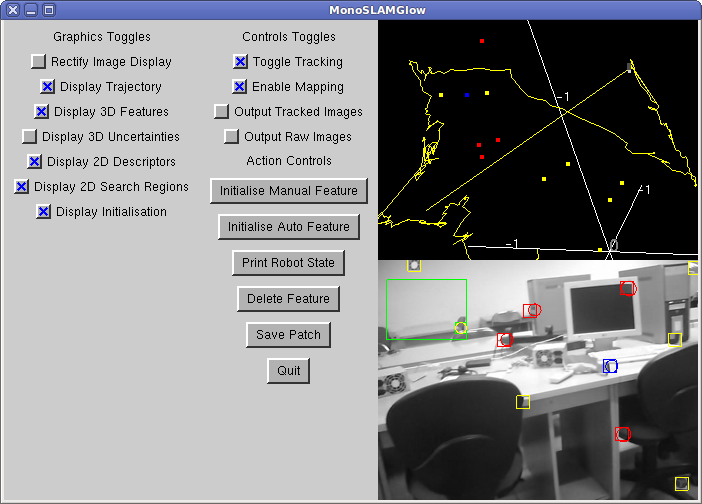 MonoSLAMGlow
Graphics Toggles
Rectify Image Display
Display Trajectory
Display 3D Features
Display 3D Uncertainties
Display 2D Descriptors
Display 2D Search Regions
Display Initialisation
Controls Toggles
Toggle Tracking
Enable Mapping
Output Tracked Images
Output Raw Images
Action Controls
Initialise Manual Feature
Initialise Auto Feature
Print Robot State
Delete Feature
Save Patch
Quit
1
1
1
0